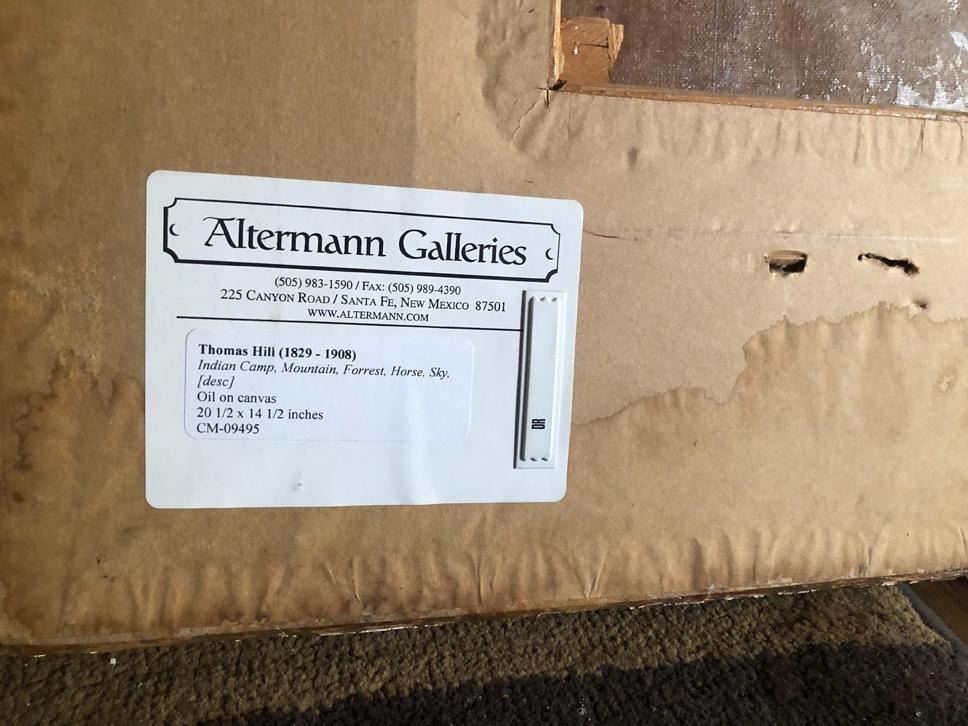 Altermann Galleries
(505) 983-1590 / Fax: (505) 989-4390
225 Canyon Road / Santa Fe, New Mexico 87501
www.altermann.com
Thomas Hill (1829 - 1908)
Indian Camp, Mountain, Forrest, Horse, Sky,
[desc]
Oil on canvas
20 1/2 x 14 1/2 inches
CM-09495